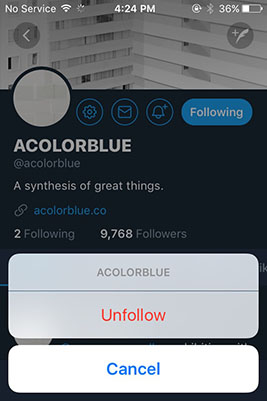 No Service 4:24 PM 36%
Following
ACOLORBLUE
@acolorblue
A synthesis of great things.
acolorblue.co
2 Following 9,768 Followers
ACOLORBLUE
Unfollow
Cancel